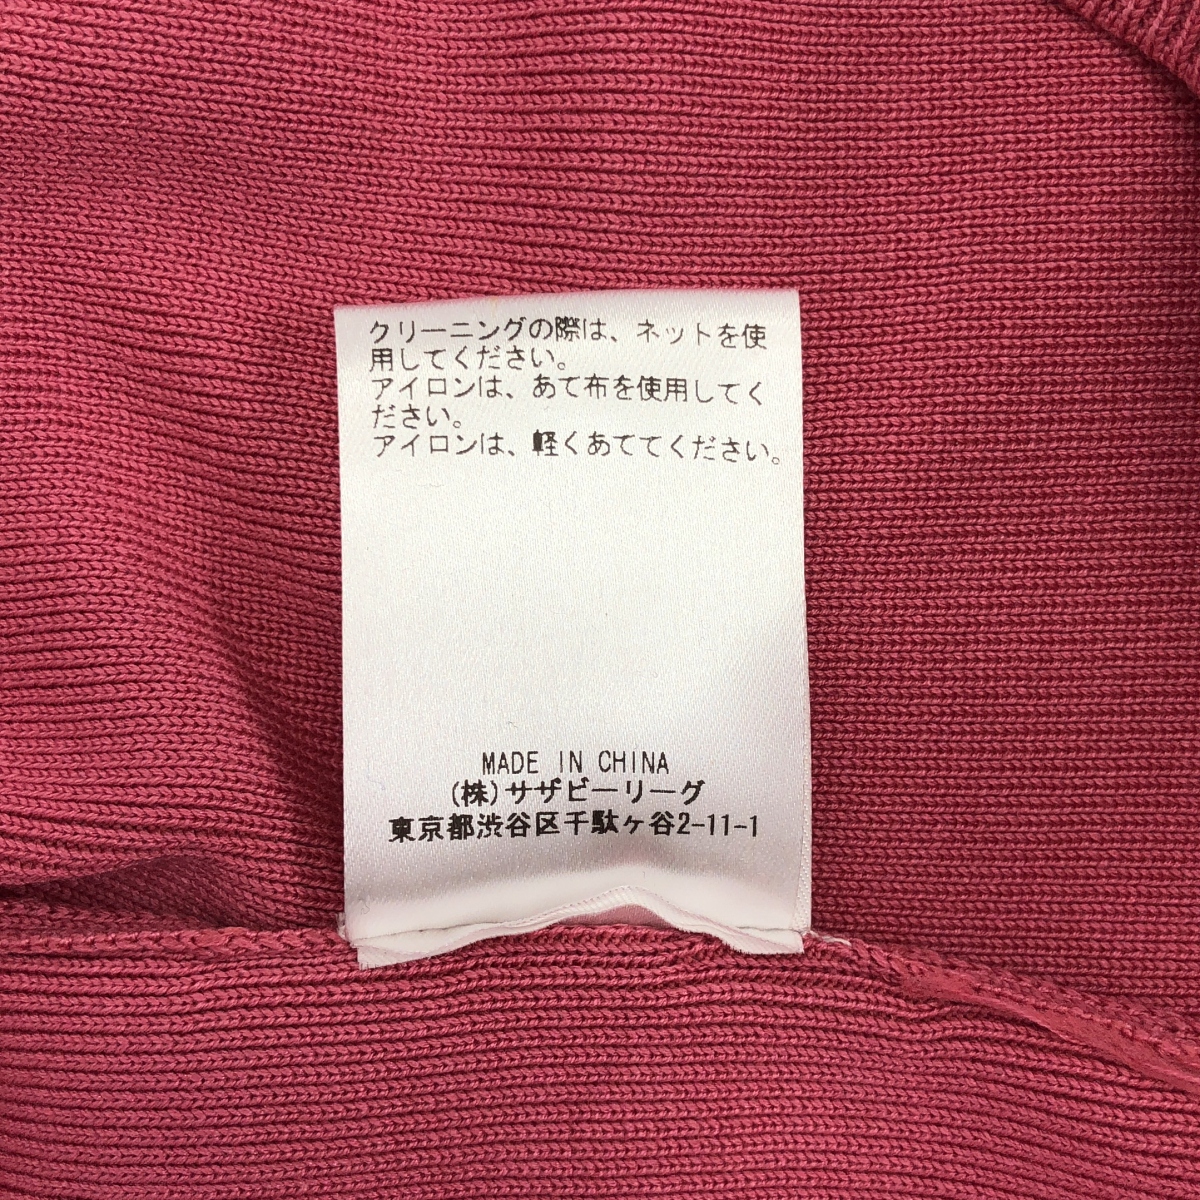 クリーニングの際は、ネットを使
用してください。
アイロンは、あて布を使用してく
ださい。
アイロンは、軽くあててください。
MADE IN CHINA
(株)サザビーリーグ
東京都渋谷区千駄ヶ谷2-11-1